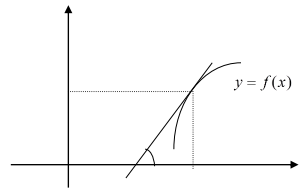 y = f(x)